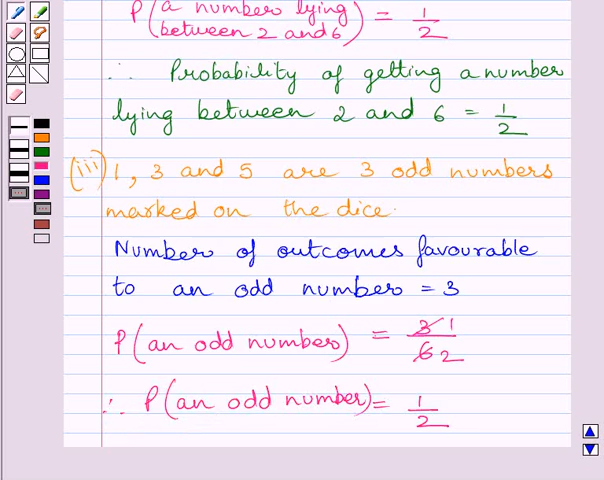 P(a number lying between 2 and 6) = 1/2
∴ Probability of getting a number
lying between 2 and 6 = 1/2
(iii) 1, 3 and 5 are 3 odd numbers
marked on the dice.
Number of outcomes favourable
to an odd number = 3
P(an odd number) = 3 1/6 2
∴ P(an odd number) = 1/2